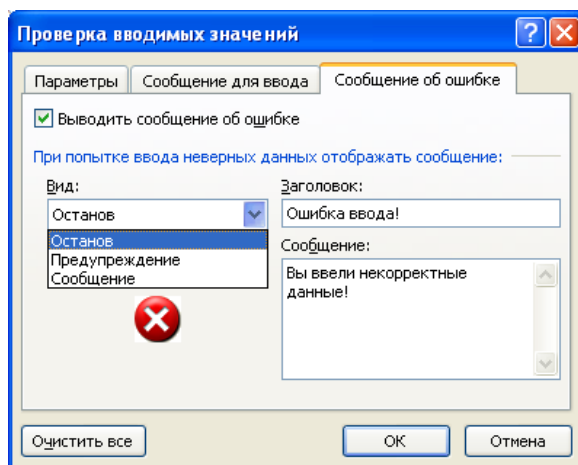 Проверка вводимых значений
Параметры Сообщение для ввода Сообщение об ошибке
Выводить сообщение об ошибке
При попытке ввода неверных данных отображать сообщение:
Вид: Заголовок:
Останов Ошибка ввода!
Останов Сообщение:
Предупреждение Вы ввели некорректные
Сообщение данные!
Очистить все ОК Отмена